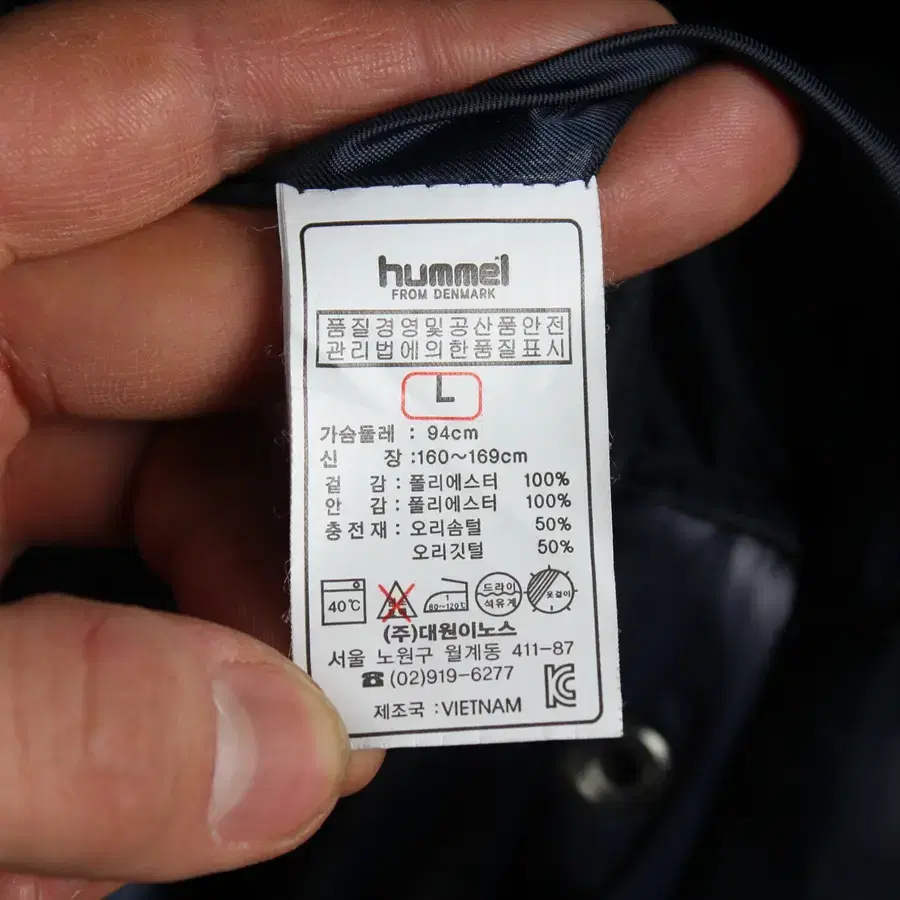 hummel
FROM DENMARK
품질경영및공산품안전
관리법에의한품질표시
L
가슴둘레 : 94cm
신 장 :160~169cm
겉 감 : 폴리에스터 100%
안 감 : 폴리에스터 100%
충전재 : 오리솜털 50%
오리깃털 50%
40℃
80~120℃
드라이
석유계
옷걸이
(주)대원이노스
서울 노원구 월계동 411-87
☎(02)919-6277
제조국 :VIETNAM